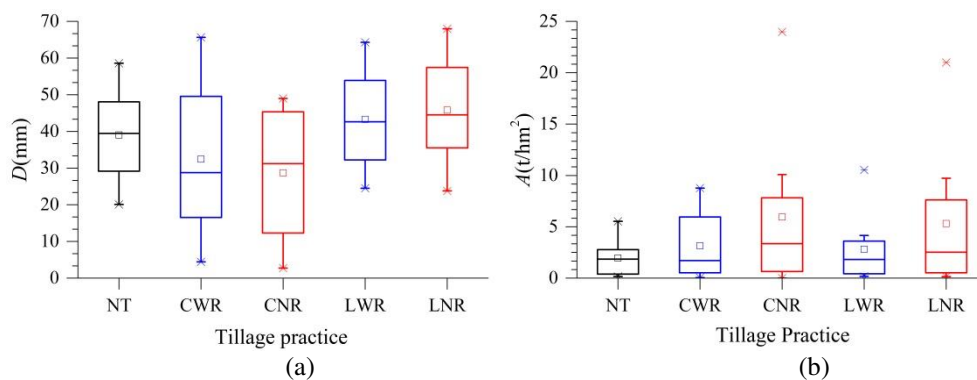 70
60
50
40
30
20
10
0
D(mm)
NT CWR CNR LWR LNR
Tillage practice
(a)
25
20
15
10
5
0
A(t/hm²)
NT CWR CNR LWR LNR
Tillage Practice
(b)